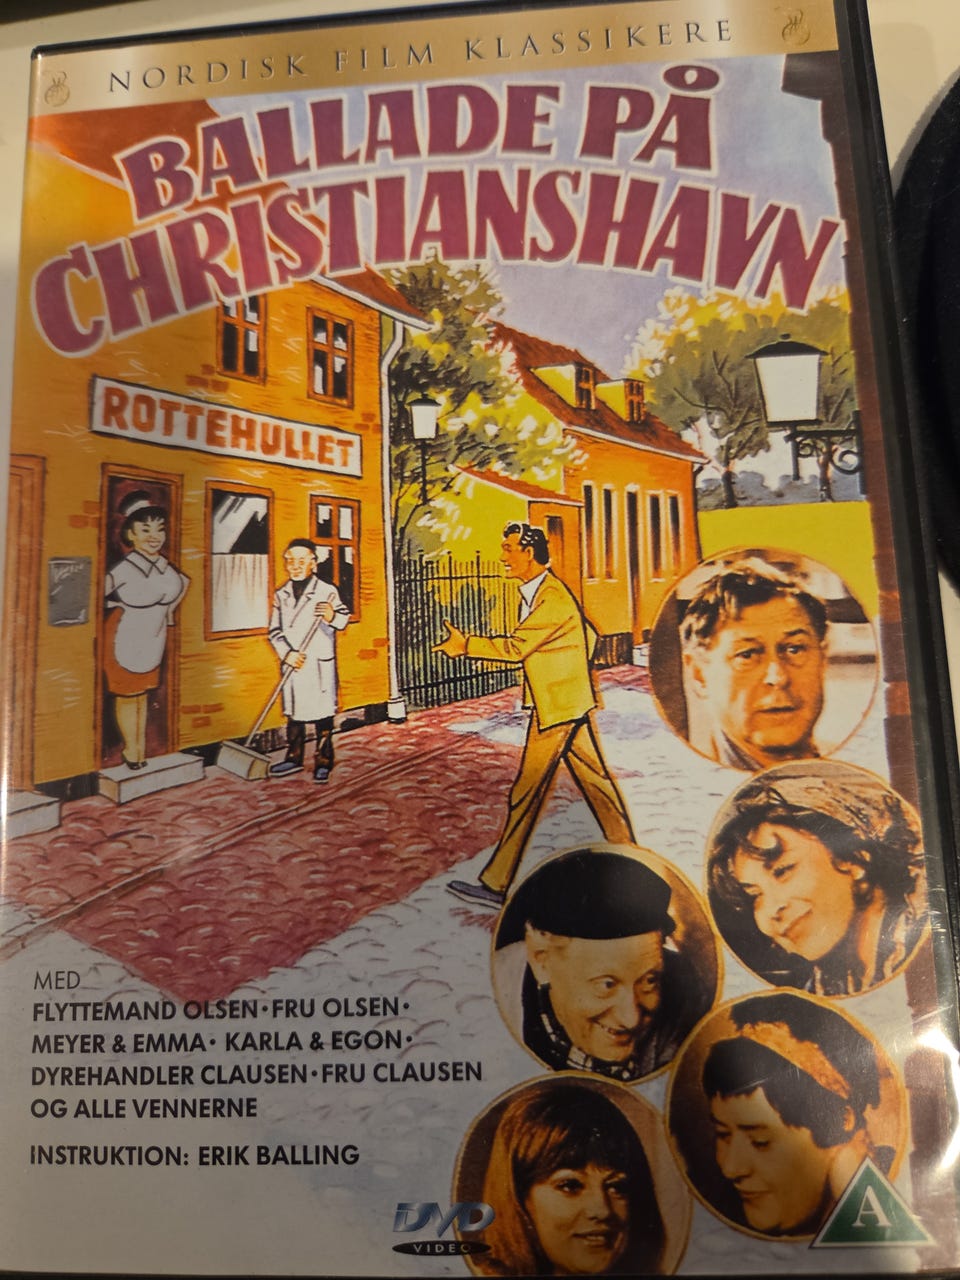 NORDISK FILM KLASSIKERE
BALLADE PÅ
CHRISTIANSHAVN
ROTTEHULLET
MED
FLYTTEMAND OLSEN • FRU OLSEN •
MEYER & EMMA • KARLA & EGON •
DYREHANDLER CLAUSEN • FRU CLAUSEN
OG ALLE VENNERNE
INSTRUKTION: ERIK BALLING
DVD
VIDEO
A